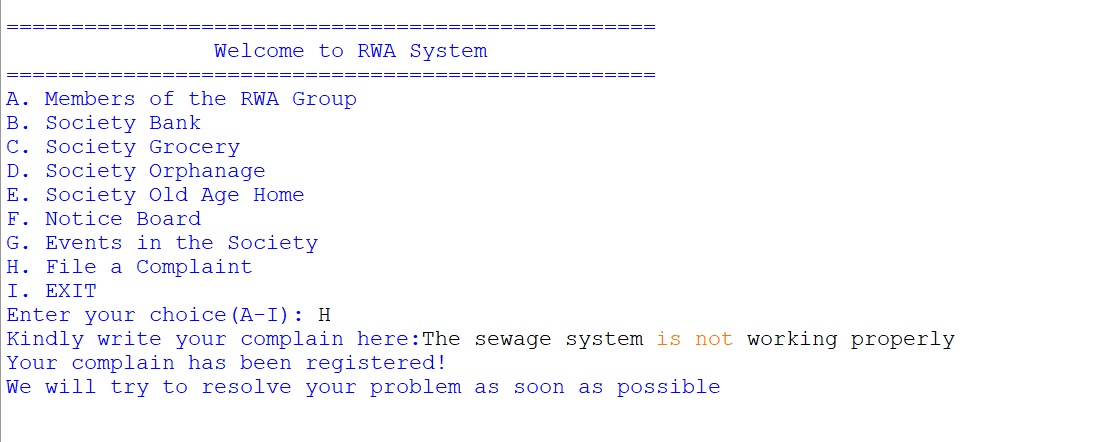 ==================================================
Welcome to RWA System
==================================================
A. Members of the RWA Group
B. Society Bank
C. Society Grocery
D. Society Orphanage
E. Society Old Age Home
F. Notice Board
G. Events in the Society
H. File a Complaint
I. EXIT
Enter your choice(A-I): H
Kindly write your complain here:The sewage system is not working properly
Your complain has been registered!
We will try to resolve your problem as soon as possible